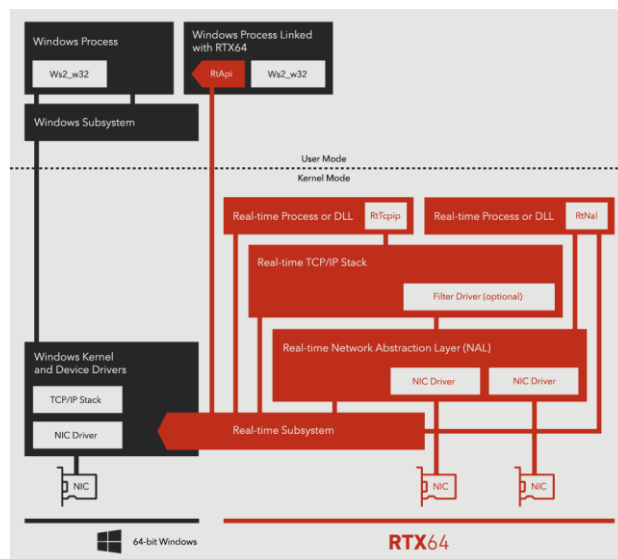 Windows Process
Ws2_w32
Windows Process Linked
with RTX64
RtApi
Ws2_w32
Windows Subsystem
User Mode
Kernel Mode
Real-time Process or DLL
RtTcpip
Real-time Process or DLL
RtNal
Real-time TCP/IP Stack
Filter Driver (optional)
Windows Kernel
and Device Drivers
TCP/IP Stack
NIC Driver
Real-time Network Abstraction Layer (NAL)
NIC Driver
NIC Driver
Real-time Subsystem
NIC
NIC
NIC
64-bit Windows
RTX64